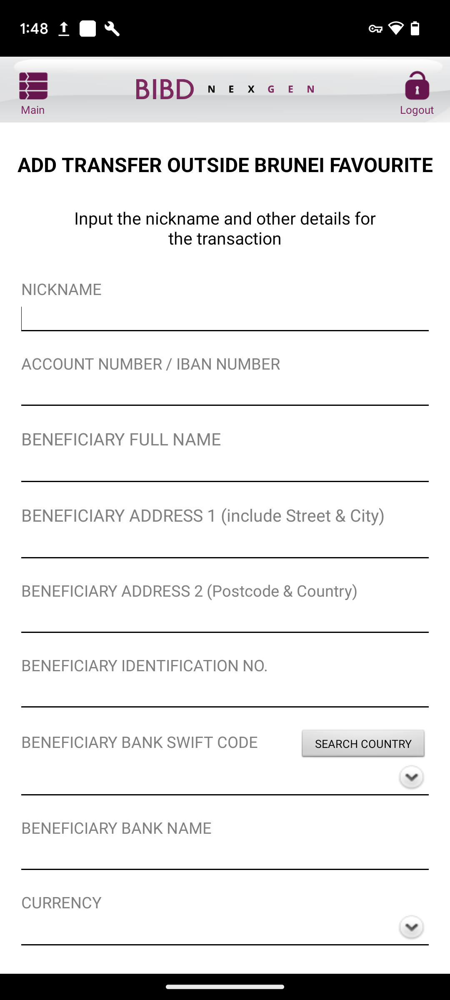 1:48
BIBD NEXGEN
Main
Logout
ADD TRANSFER OUTSIDE BRUNEI FAVOURITE
Input the nickname and other details for
the transaction
NICKNAME
ACCOUNT NUMBER / IBAN NUMBER
BENEFICIARY FULL NAME
BENEFICIARY ADDRESS 1 (include Street & City)
BENEFICIARY ADDRESS 2 (Postcode & Country)
BENEFICIARY IDENTIFICATION NO.
BENEFICIARY BANK SWIFT CODE
SEARCH COUNTRY
BENEFICIARY BANK NAME
CURRENCY